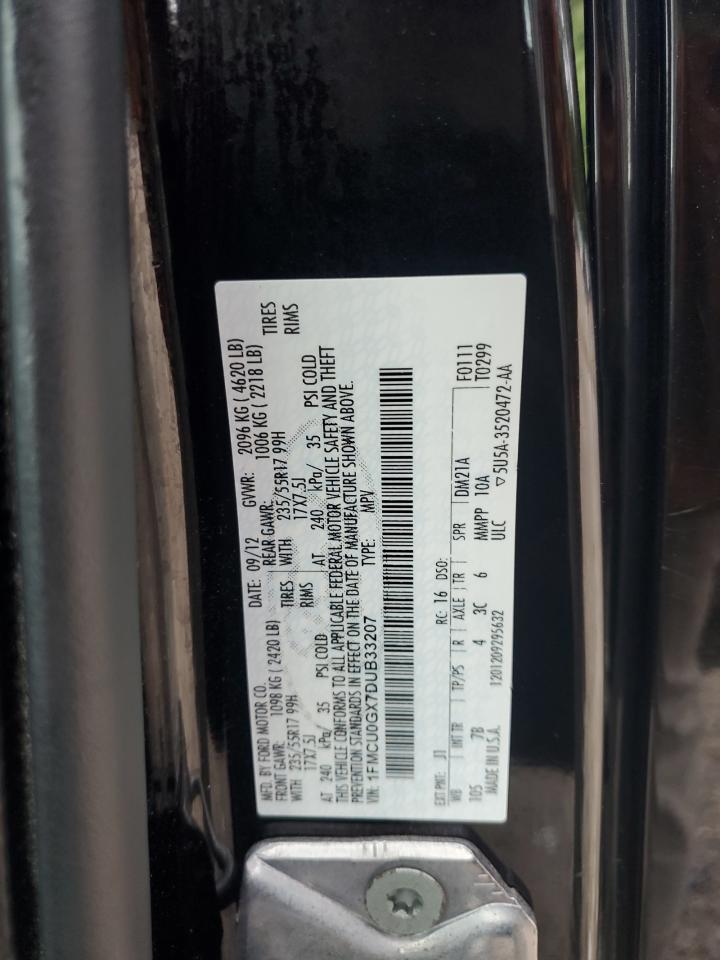 MFD. BY FORD MOTOR CO. DATE: 09/12 GVWR: 2096 KG ( 4620 LB)
FRONT GAWR: 1098 KG ( 2420 LB) REAR GAWR: 1006 KG ( 2218 LB)
WITH 235/55R17 99H TIRES WITH 235/55R17 99H TIRES
17X7.5J RIMS 17X7.5J RIMS
AT 240 kPa/ 35 PSI COLD AT 240 kPa/ 35 PSI COLD
THIS VEHICLE CONFORMS TO ALL APPLICABLE FEDERAL MOTOR VEHICLE SAFETY AND THEFT
PREVENTION STANDARDS IN EFFECT ON THE DATE OF MANUFACTURE SHOWN ABOVE.
VIN: 1FMCU0GX7DUB33207 TYPE: MPV
EXT PNT: J1 RC: 16 DSO: F0111
WB INT TR TP/PS R AXLE TR SPR DM21A T0299
105 7B 4 3C 6 MMPP 10A
MADE IN U.S.A. 1201209295632 ULC ▽5U5A-3520472-AA